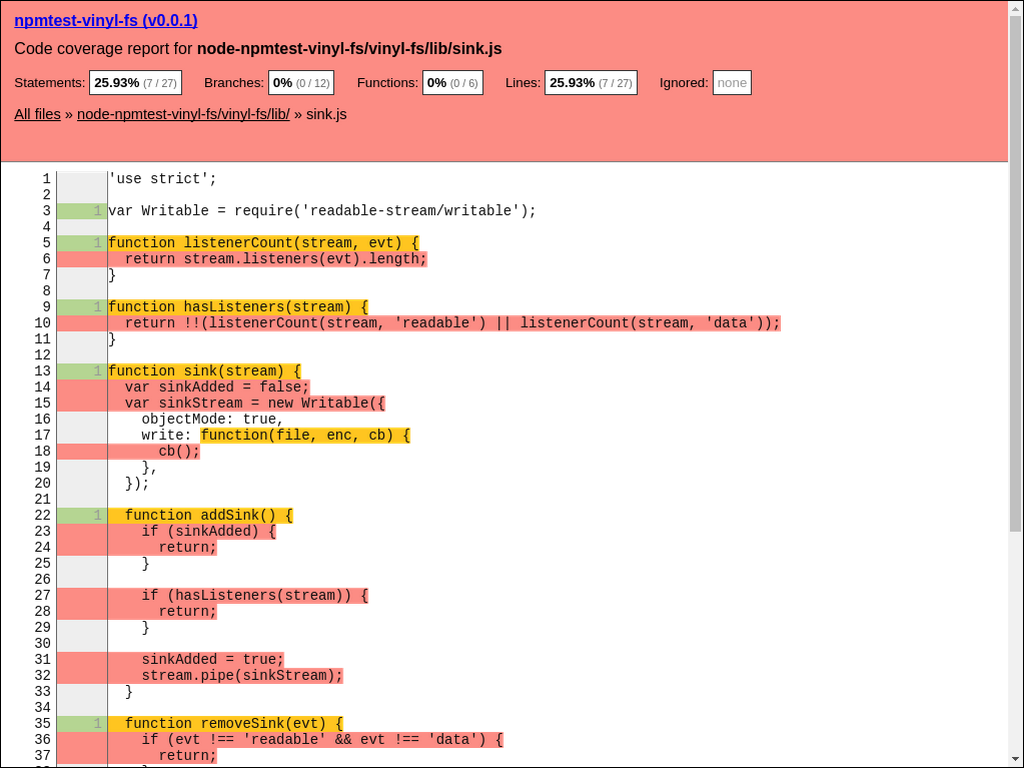 npmtest-vinyl-fs (v0.0.1)
Code coverage report for node-npmtest-vinyl-fs/vinyl-fs/lib/sink.js
Statements: 25.93% (7 / 27) Branches: 0% (0 / 12) Functions: 0% (0 / 6) Lines: 25.93% (7 / 27) Ignored: none
All files » node-npmtest-vinyl-fs/vinyl-fs/lib/ » sink.js
1 'use strict';
2
3 1 var Writable = require('readable-stream/writable');
4
5 1 function listenerCount(stream, evt) {
6 return stream.listeners(evt).length;
7 }
8
9 1 function hasListeners(stream) {
10 return !!(listenerCount(stream, 'readable') || listenerCount(stream, 'data'));
11 }
12
13 1 function sink(stream) {
14 var sinkAdded = false;
15 var sinkStream = new Writable({
16 objectMode: true,
17 write: function(file, enc, cb) {
18 cb();
19 },
20 });
21
22 1 function addSink() {
23 if (sinkAdded) {
24 return;
25 }
26
27 if (hasListeners(stream)) {
28 return;
29 }
30
31 sinkAdded = true;
32 stream.pipe(sinkStream);
33 }
34
35 1 function removeSink(evt) {
36 if (evt !== 'readable' && evt !== 'data') {
37 return;